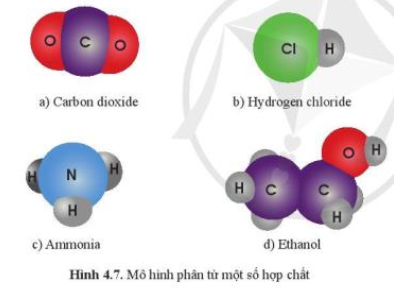 O C O
Cl H
a) Carbon dioxide
b) Hydrogen chloride
H N H
H
O H
H C C
H
c) Ammonia
d) Ethanol
Hình 4.7. Mô hình phân tử một số hợp chất